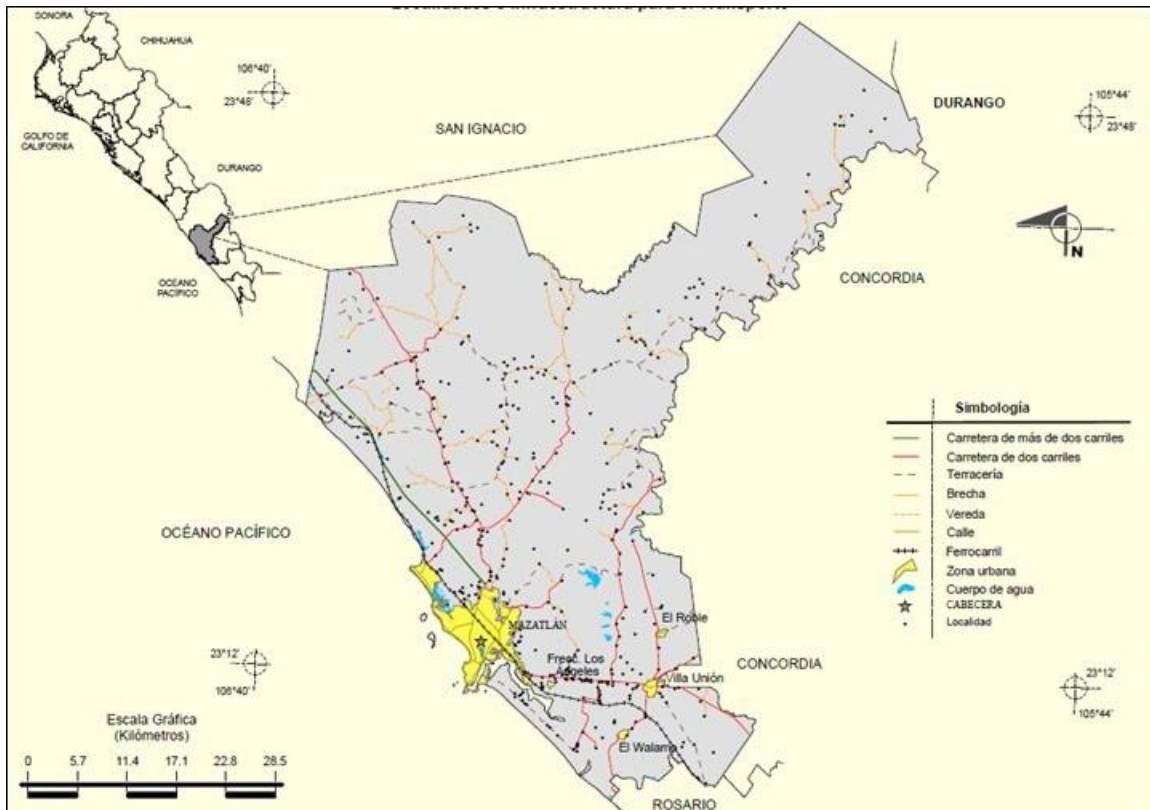 SONORA
CHIHUAHUA
106°40'
23°48'
GOLFO DE
CALIFORNIA
DURANGO
OCÉANO
PACÍFICO
SAN IGNACIO
DURANGO
105°44'
23°48'
N
CONCORDIA
OCÉANO PACÍFICO
Simbología
Carretera de más de dos carriles
Carretera de dos carriles
Terracería
Brecha
Vereda
Calle
Ferrocarril
Zona urbana
Cuerpo de agua
CABECERA
Localidad
MAZATLÁN
El Roble
Fracc. Los
Angeles
Villa Unión
El Walamo
CONCORDIA
23°12'
106°40'
23°12'
105°44'
Escala Gráfica
(Kilómetros)
0 5.7 11.4 17.1 22.8 28.5
ROSARIO